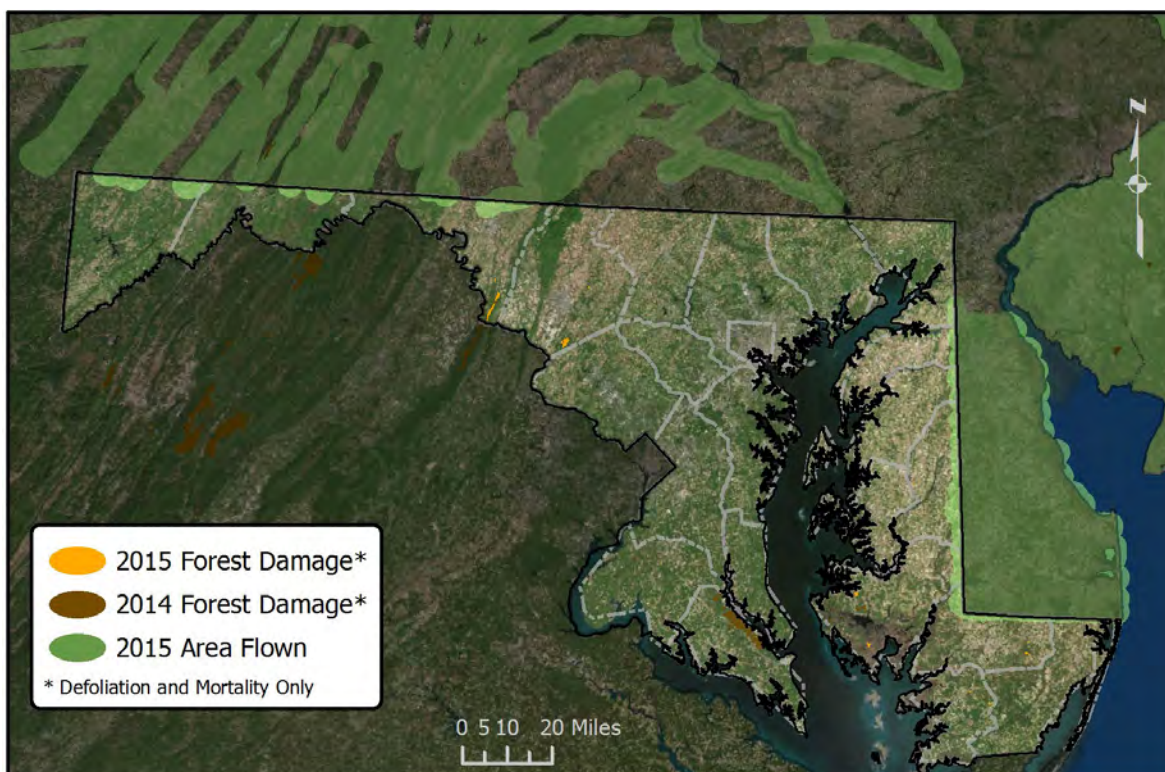 N
2015 Forest Damage*
2014 Forest Damage*
2015 Area Flown
* Defoliation and Mortality Only
0 5 10 20 Miles